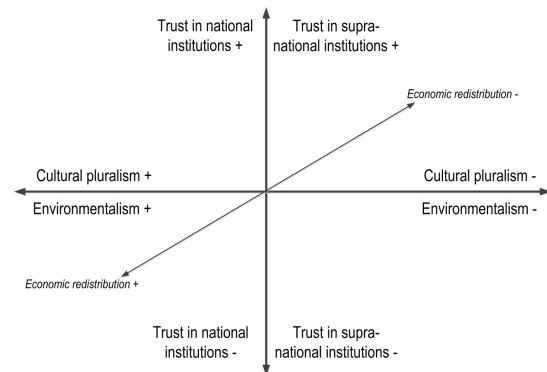 Trust in national
institutions +
Trust in supra-
national institutions +
Economic redistribution -
Cultural pluralism +
Cultural pluralism -
Environmentalism +
Environmentalism -
Economic redistribution +
Trust in national
institutions -
Trust in supra-
national institutions -